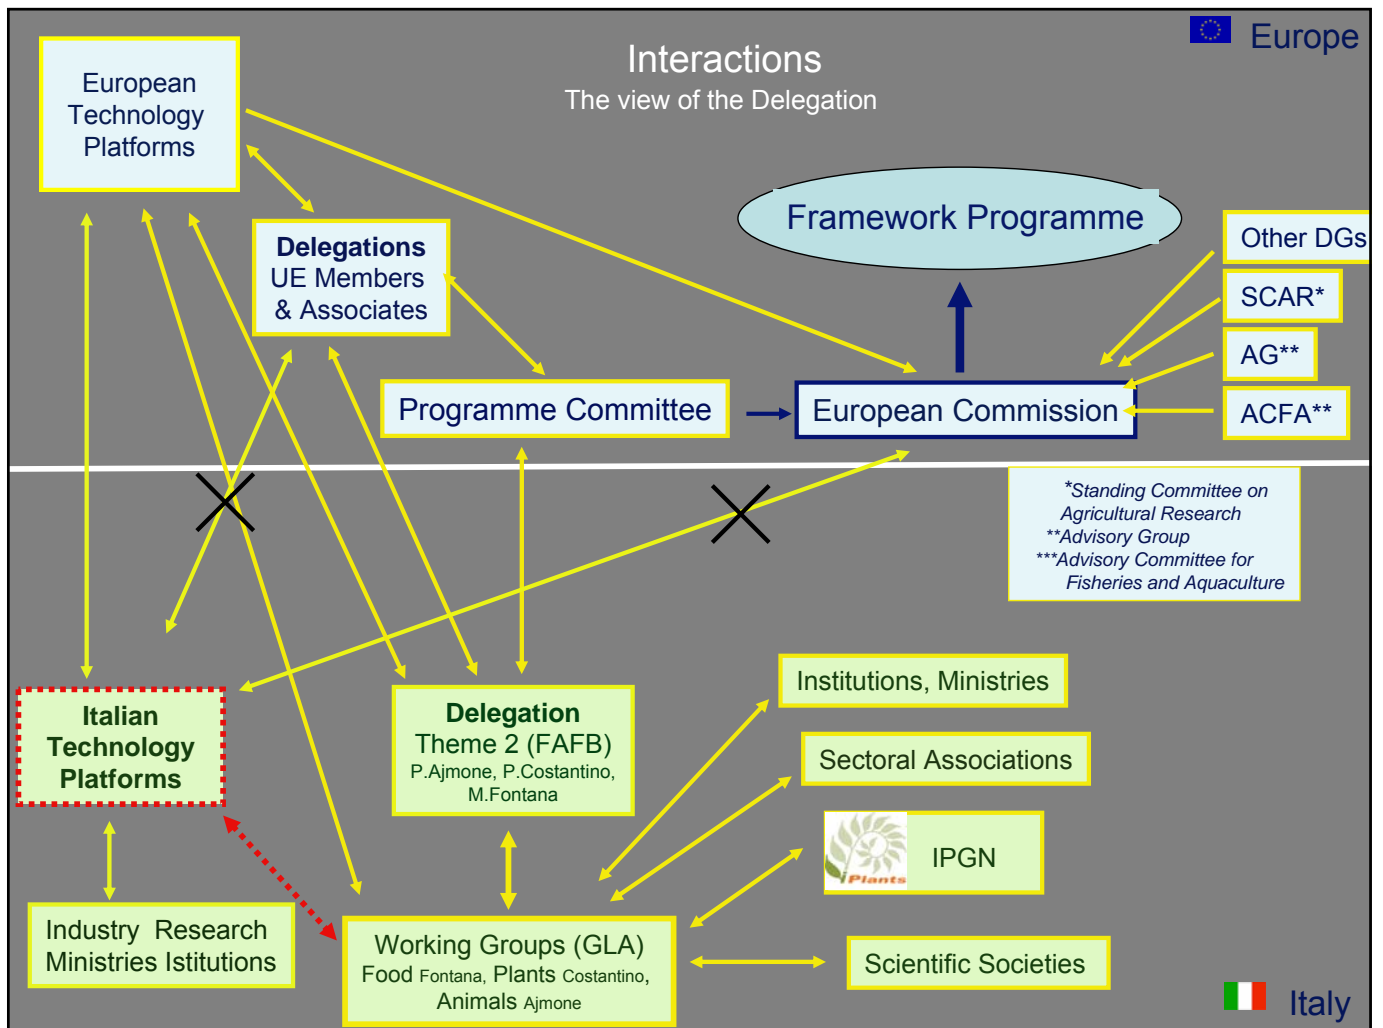 Interactions
The view of the Delegation
Europe
European
Technology
Platforms
Delegations
UE Members
& Associates
Framework Programme
Other DGs
SCAR*
AG**
ACFA**
Programme Committee
European Commission
*Standing Committee on
Agricultural Research
**Advisory Group
***Advisory Committee for
Fisheries and Aquaculture
Italian
Technology
Platforms
Delegation
Theme 2 (FAFB)
P.Ajmone, P.Costantino,
M.Fontana
Institutions, Ministries
Sectoral Associations
Plants
IPGN
Industry Research
Ministries Istitutions
Working Groups (GLA)
Food Fontana, Plants Costantino,
Animals Ajmone
Scientific Societies
Italy